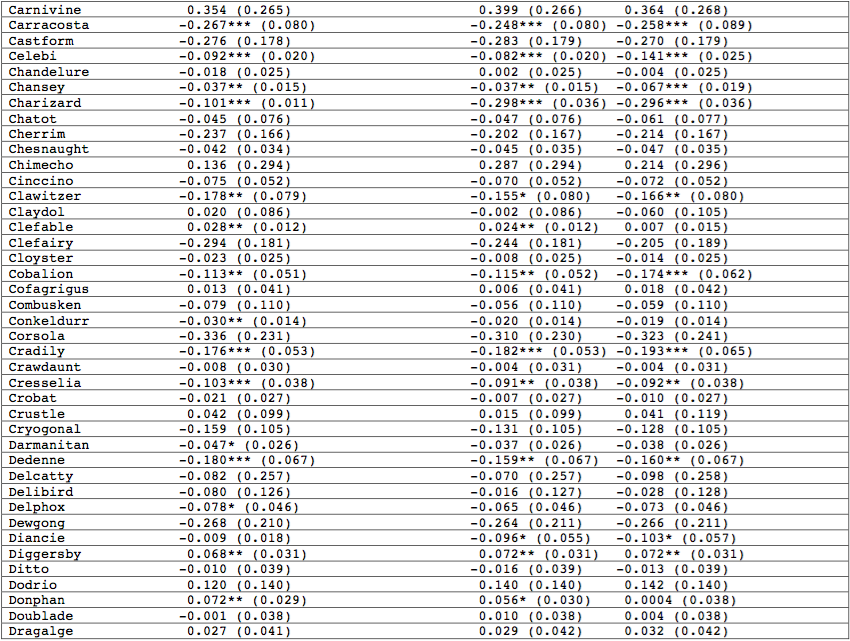 Carnivine 0.354 (0.265) 0.399 (0.266) 0.364 (0.268)
Carracosta -0.267*** (0.080) -0.248*** (0.080) -0.258*** (0.089)
Castform -0.276 (0.178) -0.283 (0.179) -0.270 (0.179)
Celebi -0.092*** (0.020) -0.082*** (0.020) -0.141*** (0.025)
Chandelure -0.018 (0.025) 0.002 (0.025) -0.004 (0.025)
Chansey -0.037** (0.015) -0.037** (0.015) -0.067*** (0.019)
Charizard -0.101*** (0.011) -0.298*** (0.036) -0.296*** (0.036)
Chatot -0.045 (0.076) -0.047 (0.076) -0.061 (0.077)
Cherrim -0.237 (0.166) -0.202 (0.167) -0.214 (0.167)
Chesnaught -0.042 (0.034) -0.045 (0.035) -0.047 (0.035)
Chimecho 0.136 (0.294) 0.287 (0.294) 0.214 (0.296)
Cinccino -0.075 (0.052) -0.070 (0.052) -0.072 (0.052)
Clawitzer -0.178** (0.079) -0.155* (0.080) -0.166** (0.080)
Claydol 0.020 (0.086) -0.002 (0.086) -0.060 (0.105)
Clefable 0.028** (0.012) 0.024** (0.012) 0.007 (0.015)
Clefairy -0.294 (0.181) -0.244 (0.181) -0.205 (0.189)
Cloyster -0.023 (0.025) -0.008 (0.025) -0.014 (0.025)
Cobalion -0.113** (0.051) -0.115** (0.052) -0.174*** (0.062)
Cofagrigus 0.013 (0.041) 0.006 (0.041) 0.018 (0.042)
Combusken -0.079 (0.110) -0.056 (0.110) -0.059 (0.110)
Conkeldurr -0.030** (0.014) -0.020 (0.014) -0.019 (0.014)
Corsola -0.336 (0.231) -0.310 (0.230) -0.323 (0.241)
Cradily -0.176*** (0.053) -0.182*** (0.053) -0.193*** (0.065)
Crawdaunt -0.008 (0.030) -0.004 (0.031) -0.004 (0.031)
Cresselia -0.103*** (0.038) -0.091** (0.038) -0.092** (0.038)
Crobat -0.021 (0.027) -0.007 (0.027) -0.010 (0.027)
Crustle 0.042 (0.099) 0.015 (0.099) 0.041 (0.119)
Cryogonal -0.159 (0.105) -0.131 (0.105) -0.128 (0.105)
Darmanitan -0.047* (0.026) -0.037 (0.026) -0.038 (0.026)
Dedenne -0.180*** (0.067) -0.159** (0.067) -0.160** (0.067)
Delcatty -0.082 (0.257) -0.070 (0.257) -0.098 (0.258)
Delibird -0.080 (0.126) -0.016 (0.127) -0.028 (0.128)
Delphox -0.078* (0.046) -0.065 (0.046) -0.073 (0.046)
Dewgong -0.268 (0.210) -0.264 (0.211) -0.266 (0.211)
Diancie -0.009 (0.018) -0.096* (0.055) -0.103* (0.057)
Diggersby 0.068** (0.031) 0.072** (0.031) 0.072** (0.031)
Ditto -0.010 (0.039) -0.016 (0.039) -0.013 (0.039)
Dodrio 0.120 (0.140) 0.140 (0.140) 0.142 (0.140)
Donphan 0.072** (0.029) 0.056* (0.030) 0.0004 (0.038)
Doublade -0.001 (0.038) 0.010 (0.038) 0.004 (0.038)
Dragalge 0.027 (0.041) 0.029 (0.042) 0.032 (0.042)